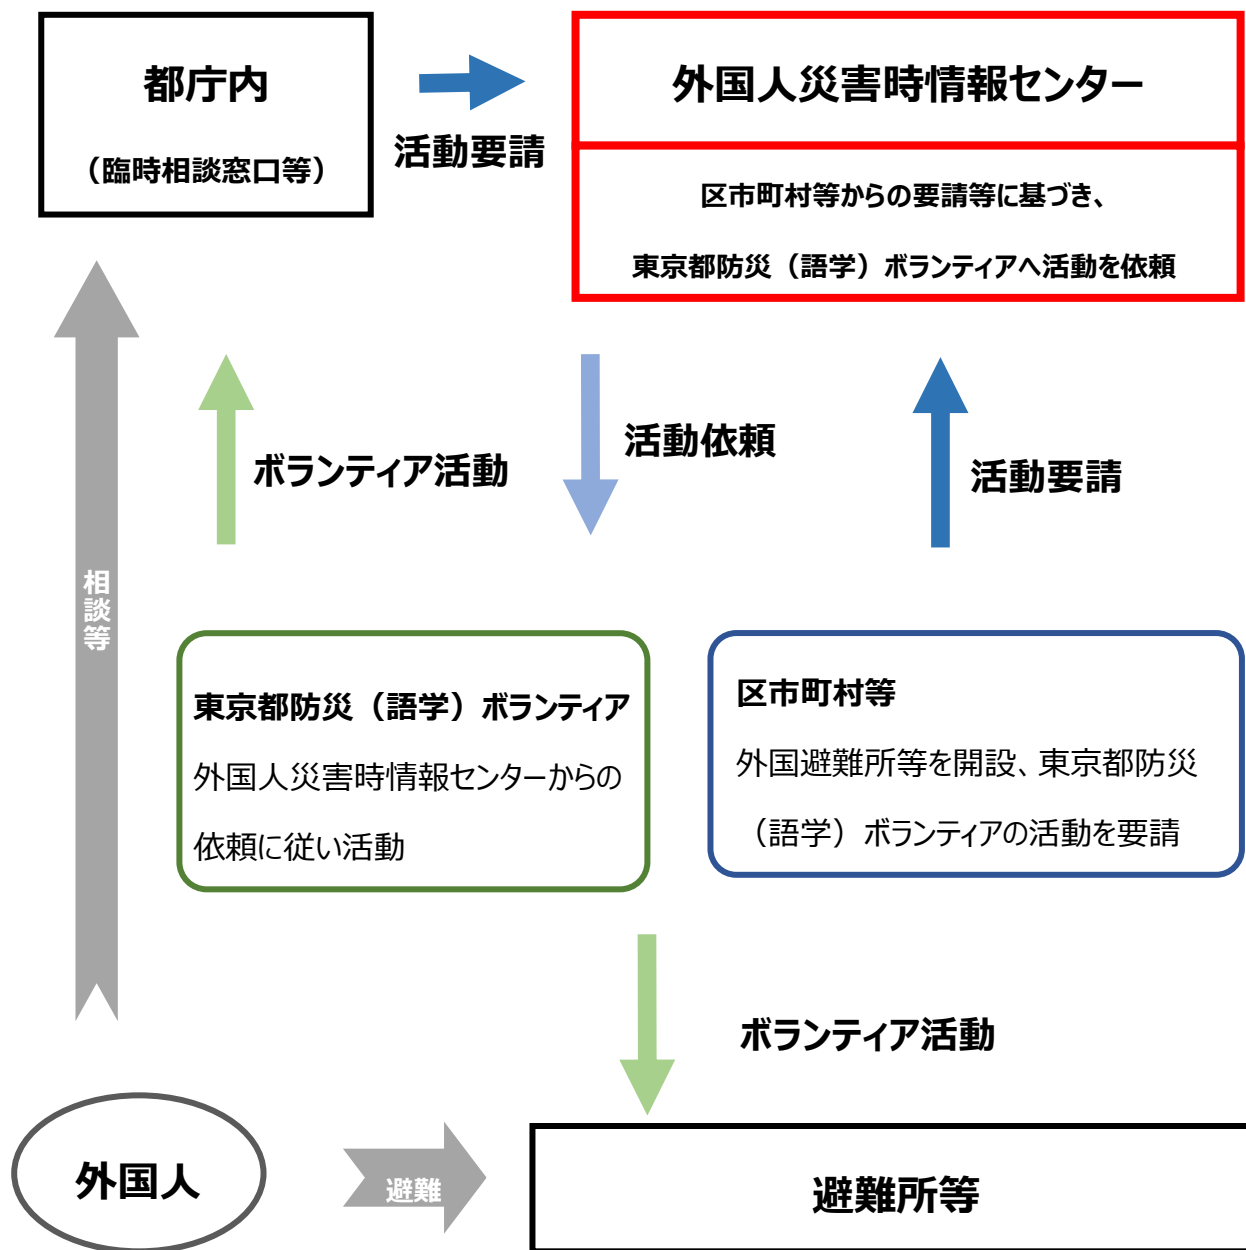 都庁内
（臨時相談窓口等）
活動要請
外国人災害時情報センター
区市町村等からの要請等に基づき、
東京都防災（語学）ボランティアへ活動を依頼
ボランティア活動
活動依頼
活動要請
相談等
東京都防災（語学）ボランティア
外国人災害時情報センターからの
依頼に従い活動
区市町村等
外国避難所等を開設、東京都防災
（語学）ボランティアの活動を要請
ボランティア活動
外国人
避難
避難所等